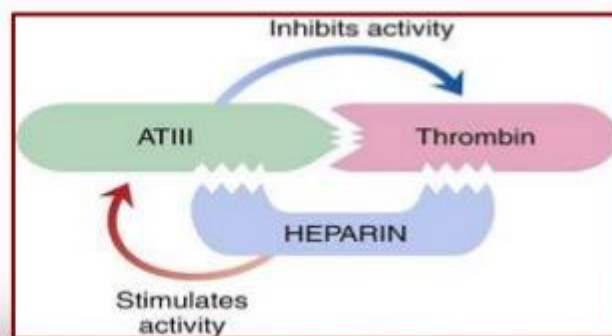 Inhibits activity
ATIII
Thrombin
HEPARIN
Stimulates
activity